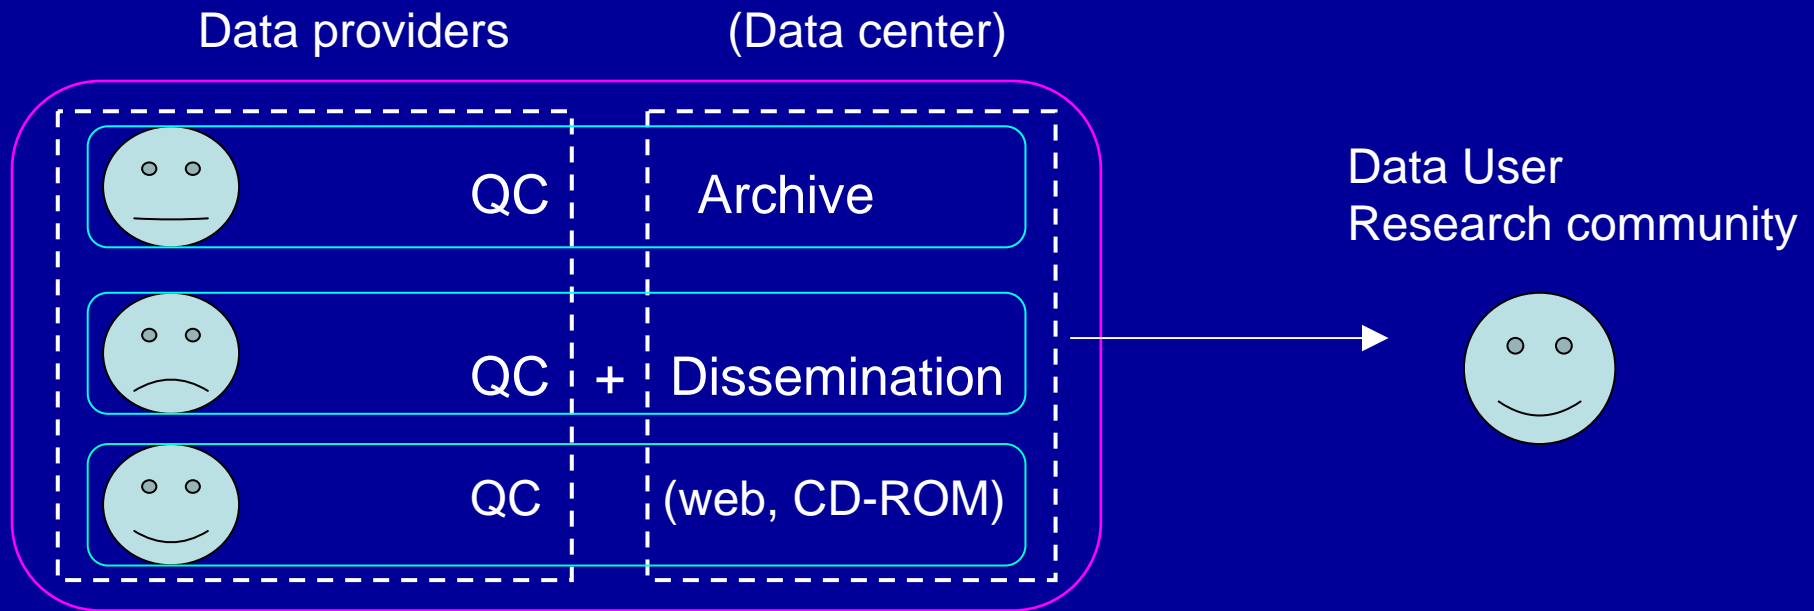 Data providers (Data center)
QC Archive
QC + Dissemination
QC (web, CD-ROM)
Data User
Research community